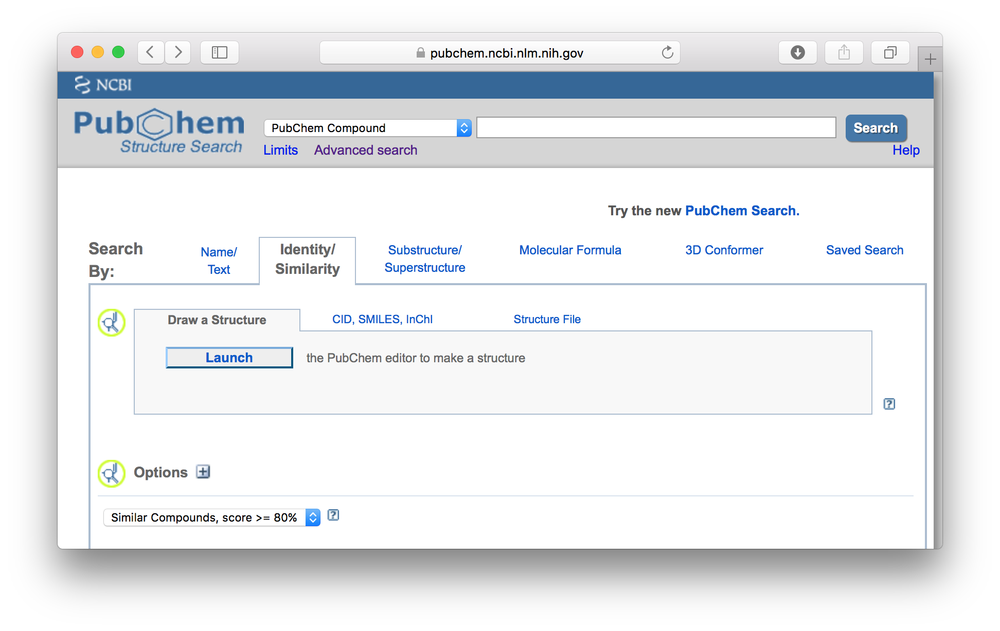 pubchem.ncbi.nlm.nih.gov
NCBI
PubChem
Structure Search
PubChem Compound
Search
Limits
Advanced search
Help
Try the new PubChem Search.
Search
By:
Name/
Text
Identity/
Similarity
Substructure/
Superstructure
Molecular Formula
3D Conformer
Saved Search
Draw a Structure
CID, SMILES, InChI
Structure File
Launch
the PubChem editor to make a structure
?
Options
Similar Compounds, score >= 80%
?